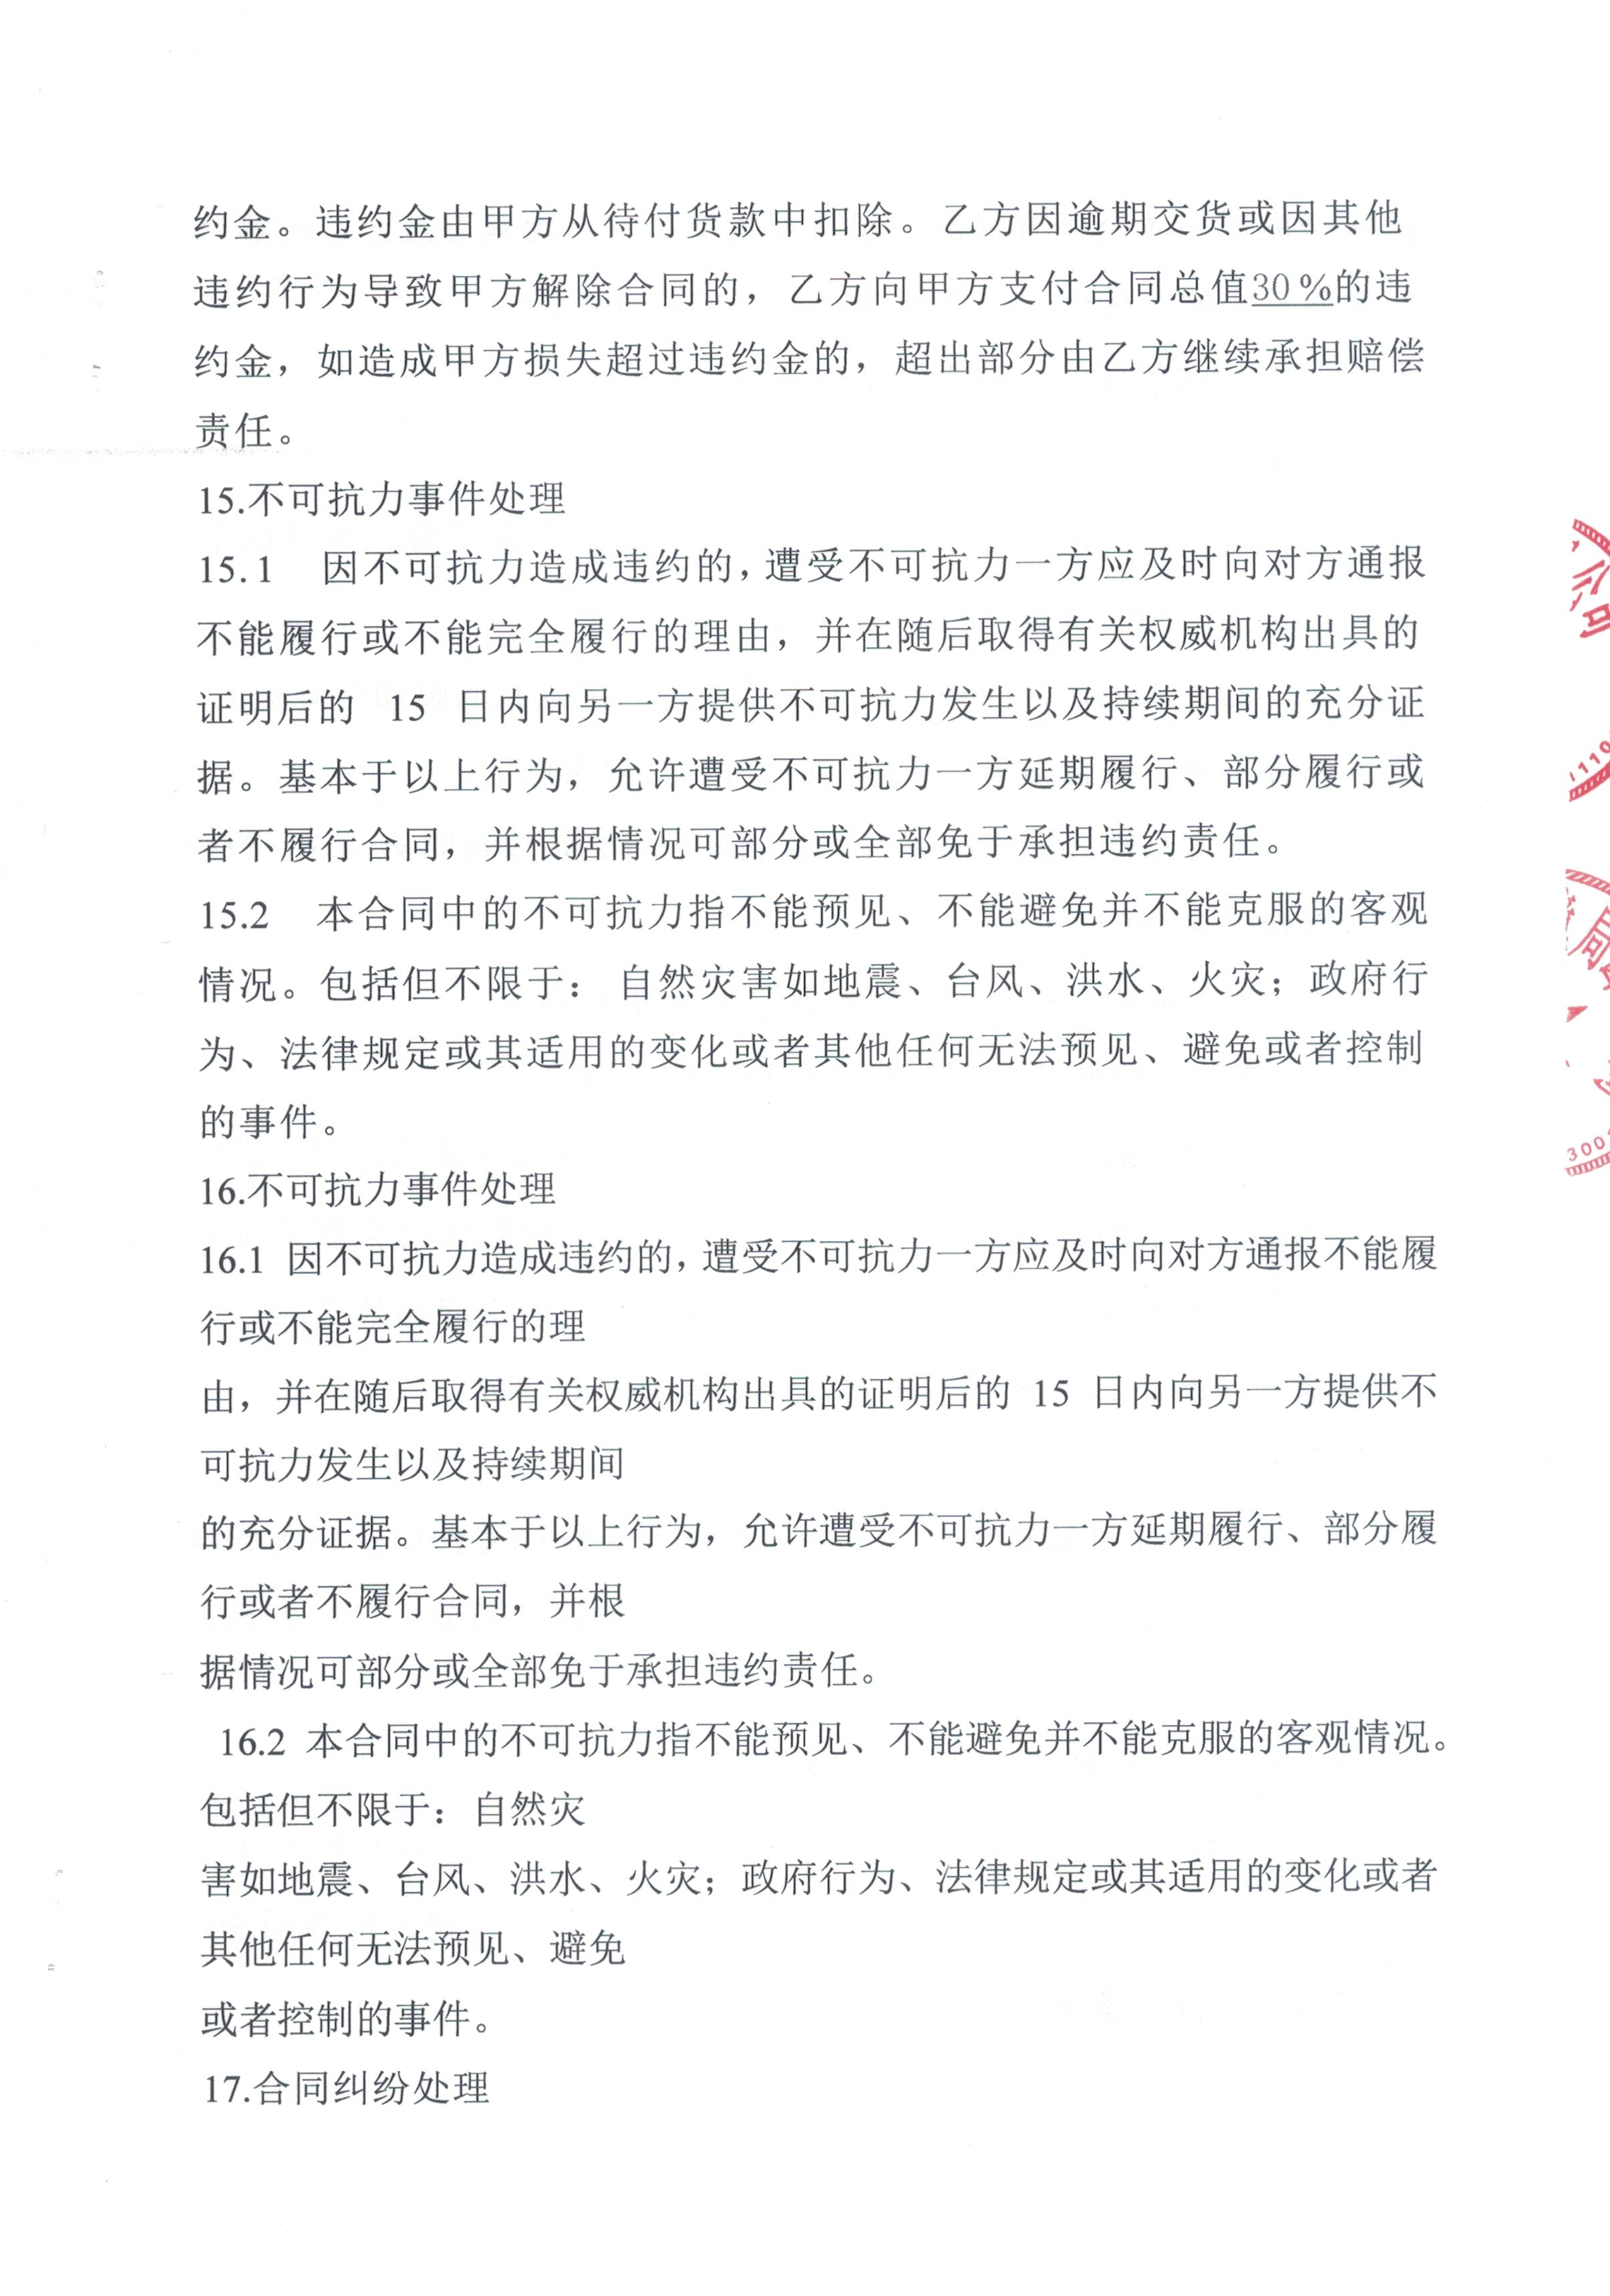 约金。违约金由甲方从待付货款中扣除。乙方因逾期交货或因其他
违约行为导致甲方解除合同的，乙方向甲方支付合同总值30%的违
约金，如造成甲方损失超过违约金的，超出部分由乙方继续承担赔偿
责任。
15.不可抗力事件处理
15.1 因不可抗力造成违约的，遭受不可抗力一方应及时向对方通报
不能履行或不能完全履行的理由，并在随后取得有关权威机构出具的
证明后的 15 日内向另一方提供不可抗力发生以及持续期间的充分证
据。基本于以上行为，允许遭受不可抗力一方延期履行、部分履行或
者不履行合同，并根据情况可部分或全部免于承担违约责任。
15.2 本合同中的不可抗力指不能预见、不能避免并不能克服的客观
情况。包括但不限于：自然灾害如地震、台风、洪水、火灾；政府行
为、法律规定或其适用的变化或者其他任何无法预见、避免或者控制
的事件。
16.不可抗力事件处理
16.1 因不可抗力造成违约的，遭受不可抗力一方应及时向对方通报不能履
行或不能完全履行的理
由，并在随后取得有关权威机构出具的证明后的 15 日内向另一方提供不
可抗力发生以及持续期间
的充分证据。基本于以上行为，允许遭受不可抗力一方延期履行、部分履
行或者不履行合同，并根
据情况可部分或全部免于承担违约责任。
16.2 本合同中的不可抗力指不能预见、不能避免并不能克服的客观情况。
包括但不限于：自然灾
害如地震、台风、洪水、火灾；政府行为、法律规定或其适用的变化或者
其他任何无法预见、避免
或者控制的事件。
17.合同纠纷处理
公司
1119
3001